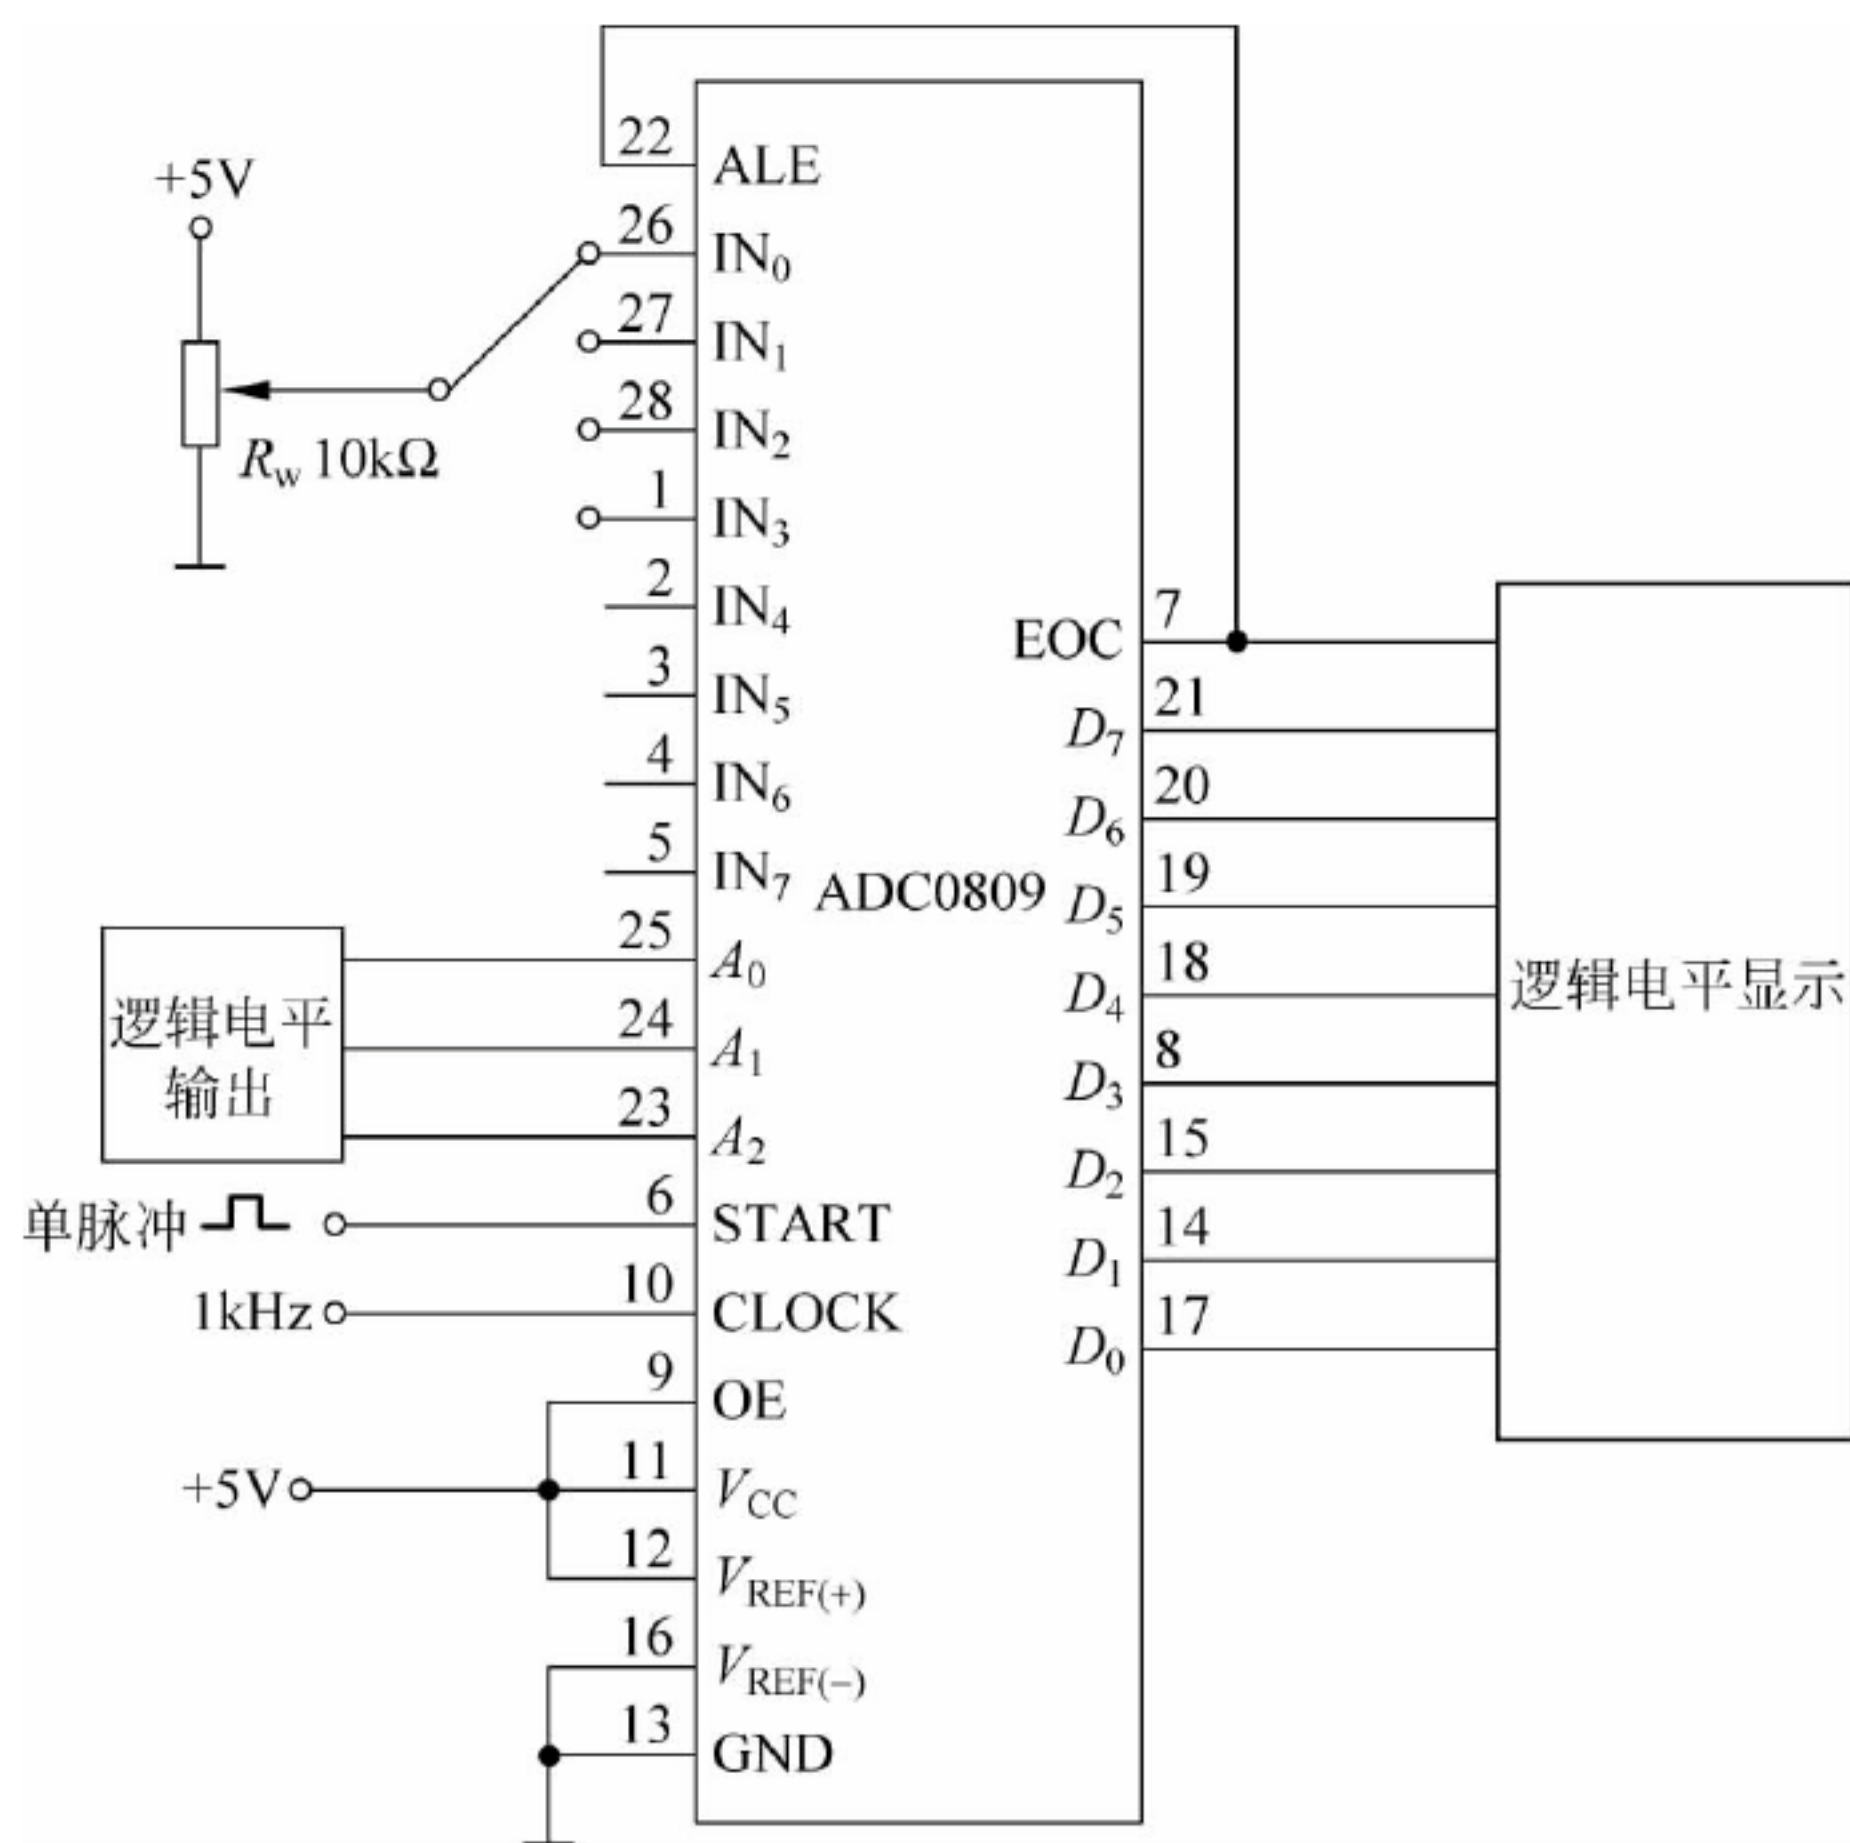 22
ALE
+5V
26
IN0
27
IN1
28
IN2
Rw 10kΩ
1
IN3
2
IN4
3
IN5
4
IN6
5
IN7
ADC0809
25
A0
24
A1
23
A2
逻辑电平
输出
6
START
单脉冲
10
CLOCK
1kHz
9
OE
11
VCC
+5V
12
VREF(+)
16
VREF(−)
13
GND
7
EOC
21
D7
20
D6
19
D5
18
D4
8
D3
15
D2
14
D1
17
D0
逻辑电平显示